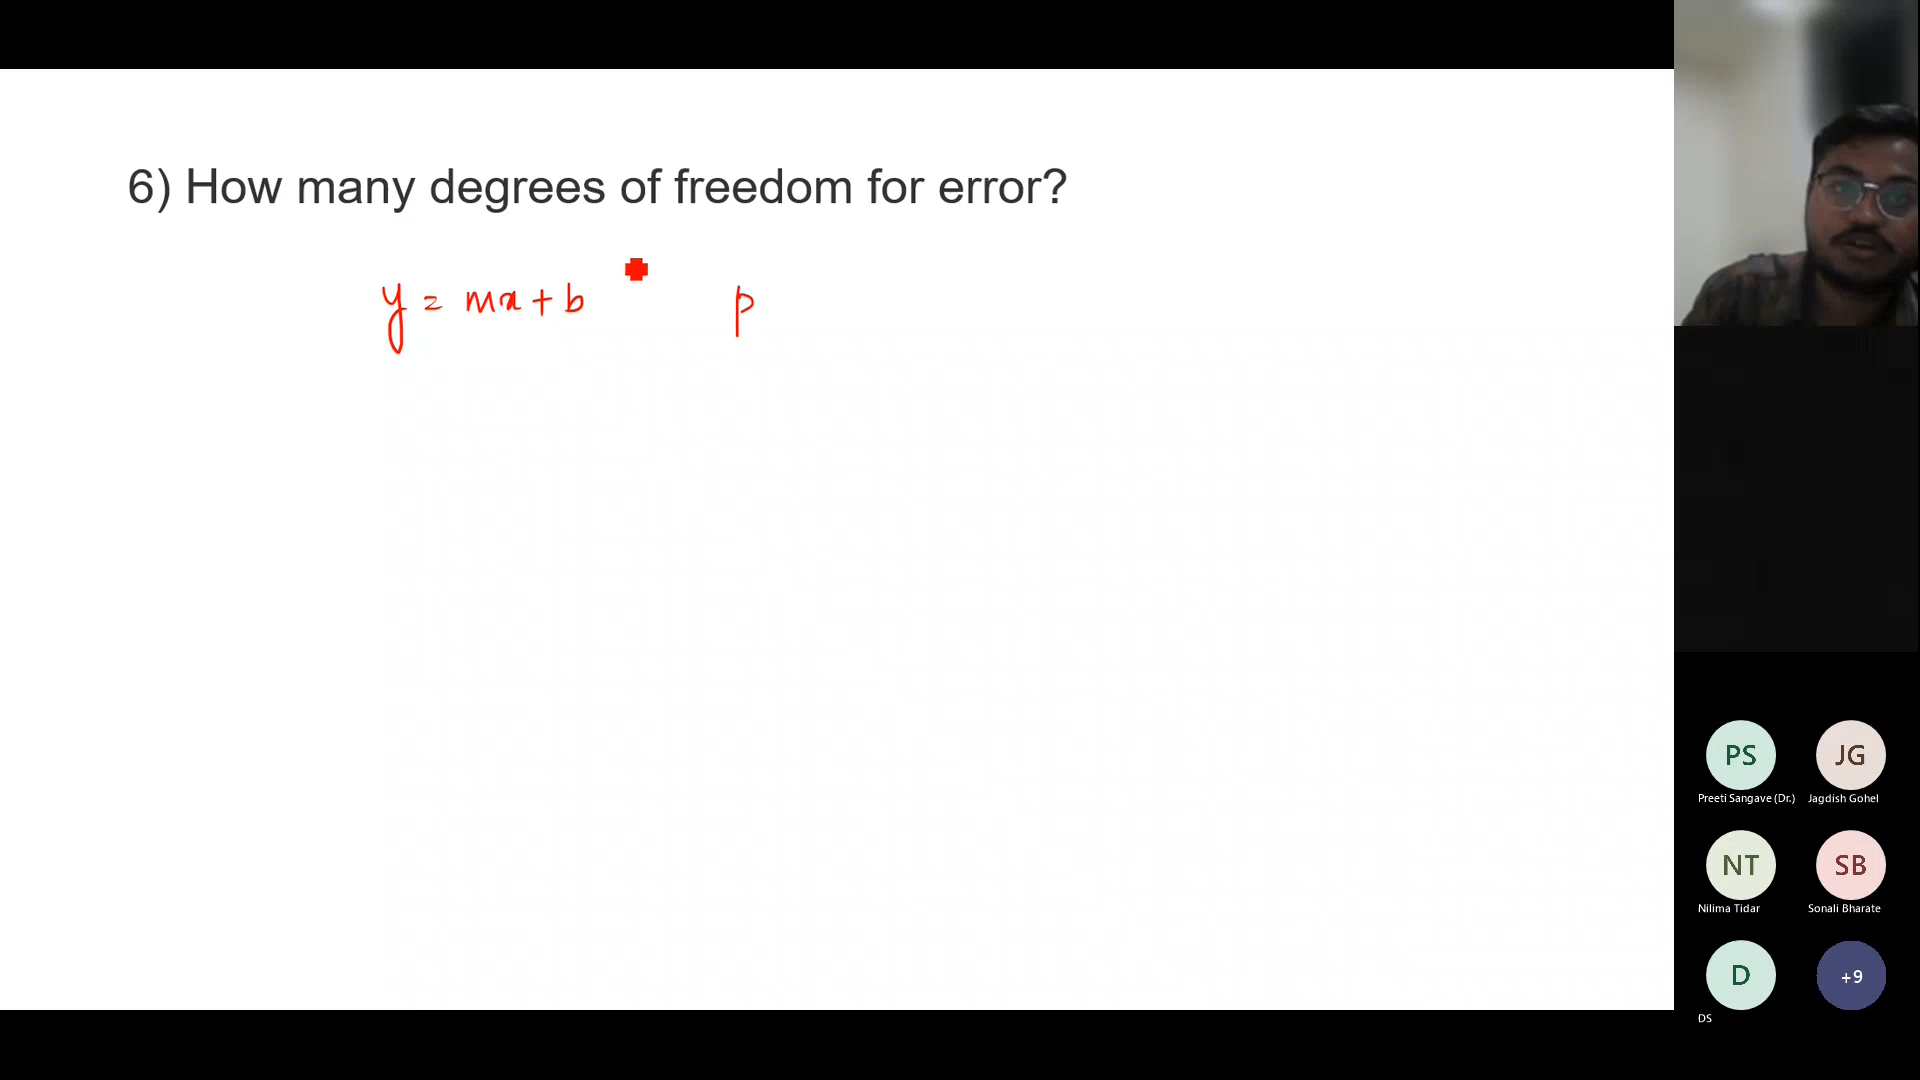 6) How many degrees of freedom for error?
y = mx + b p
PS JG
Preeti Sangave (Dr.) Jagdish Gohel
NT SB
Nilima Tidar Sonali Bharate
D +9
DS